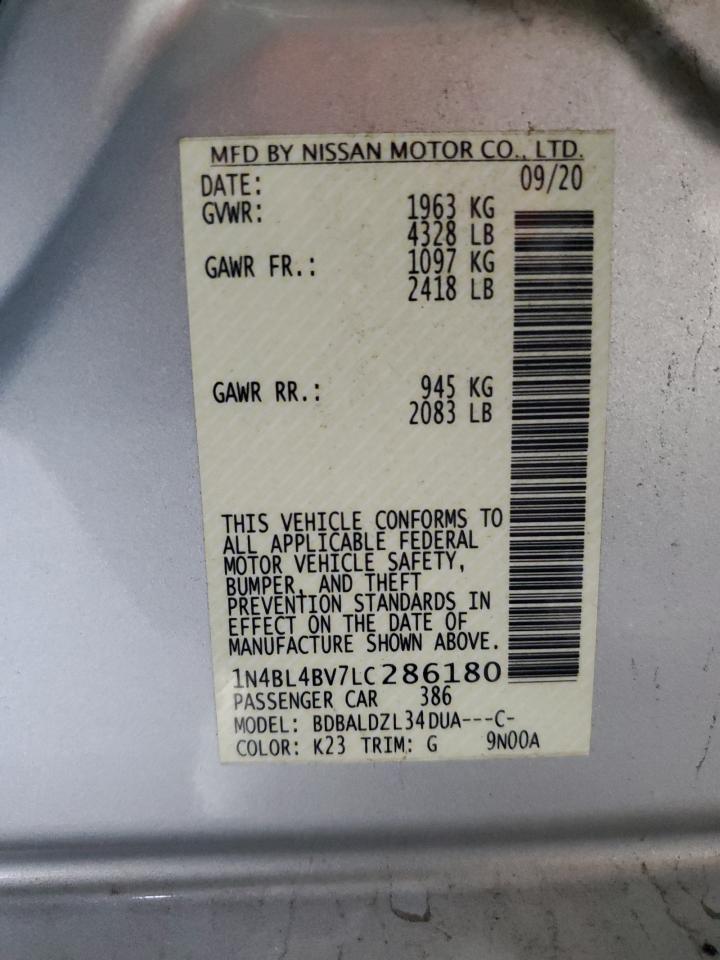 MFD BY NISSAN MOTOR CO., LTD.
DATE: 09/20
GVWR: 1963 KG
4328 LB
GAWR FR.: 1097 KG
2418 LB
GAWR RR.: 945 KG
2083 LB
THIS VEHICLE CONFORMS TO
ALL APPLICABLE FEDERAL
MOTOR VEHICLE SAFETY,
BUMPER, AND THEFT
PREVENTION STANDARDS IN
EFFECT ON THE DATE OF
MANUFACTURE SHOWN ABOVE.
1N4BL4BV7LC286180
PASSENGER CAR 386
MODEL: BDBALDZL34DUA---C-
COLOR: K23 TRIM: G 9N00A